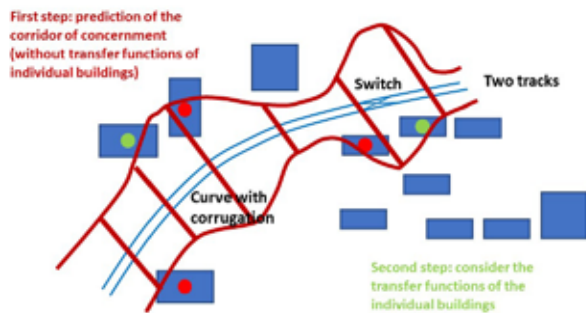 First step: prediction of the
corridor of concernment
(without transfer functions of
individual buildings)
Switch
Two tracks
Curve with
corrugation
Second step: consider the
transfer functions of the
individual buildings